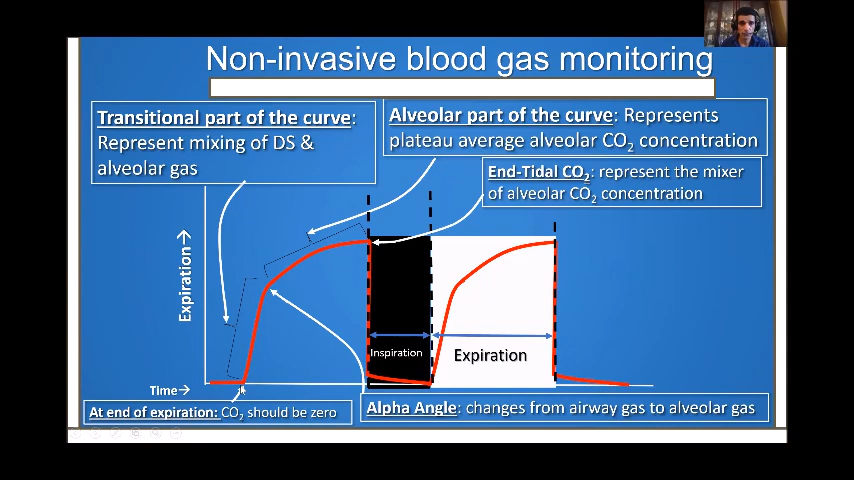 Non-invasive blood gas monitoring
Transitional part of the curve:
Represent mixing of DS &
alveolar gas
Alveolar part of the curve: Represents
plateau average alveolar CO₂ concentration
End-Tidal CO₂: represent the mixer
of alveolar CO₂ concentration
Expiration→
Inspiration
Expiration
Time→
At end of expiration: CO₂ should be zero
Alpha Angle: changes from airway gas to alveolar gas